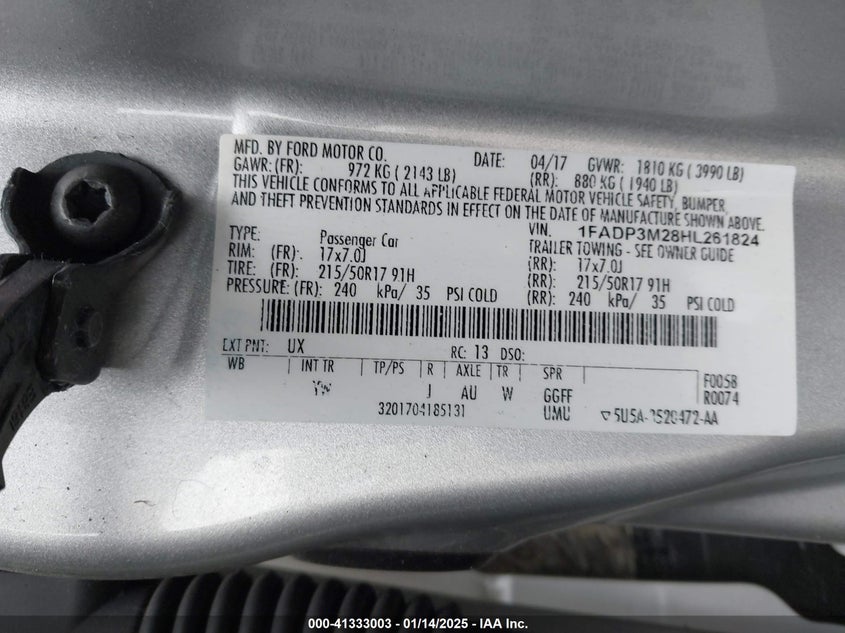 MFD. BY FORD MOTOR CO.
DATE: 04/17 GVWR: 1810 KG ( 3990 LB)
GAWR: (FR): 972 KG ( 2143 LB) (RR): 880 KG ( 1940 LB)
THIS VEHICLE CONFORMS TO ALL APPLICABLE FEDERAL MOTOR VEHICLE SAFETY, BUMPER,
AND THEFT PREVENTION STANDARDS IN EFFECT ON THE DATE OF MANUFACTURE SHOWN ABOVE.
VIN. 1FADP3M28HL261824
TYPE: Passenger Car TRAILER TOWING - SEE OWNER GUIDE
RIM: (FR): 17x7.0J (RR): 17x7.0J
TIRE: (FR): 215/50R17 91H (RR): 215/50R17 91H
PRESSURE: (FR): 240 kPa/ 35 PSI COLD (RR): 240 kPa/ 35 PSI COLD
EXT PNT: UX RC: 13 DSO:
WB INT TR TP/PS R AXLE TR SPR F0058
YW J AU W GGFF R0074
3201704185131 UMU
000-41333003 - 01/14/2025 - IAA Inc.